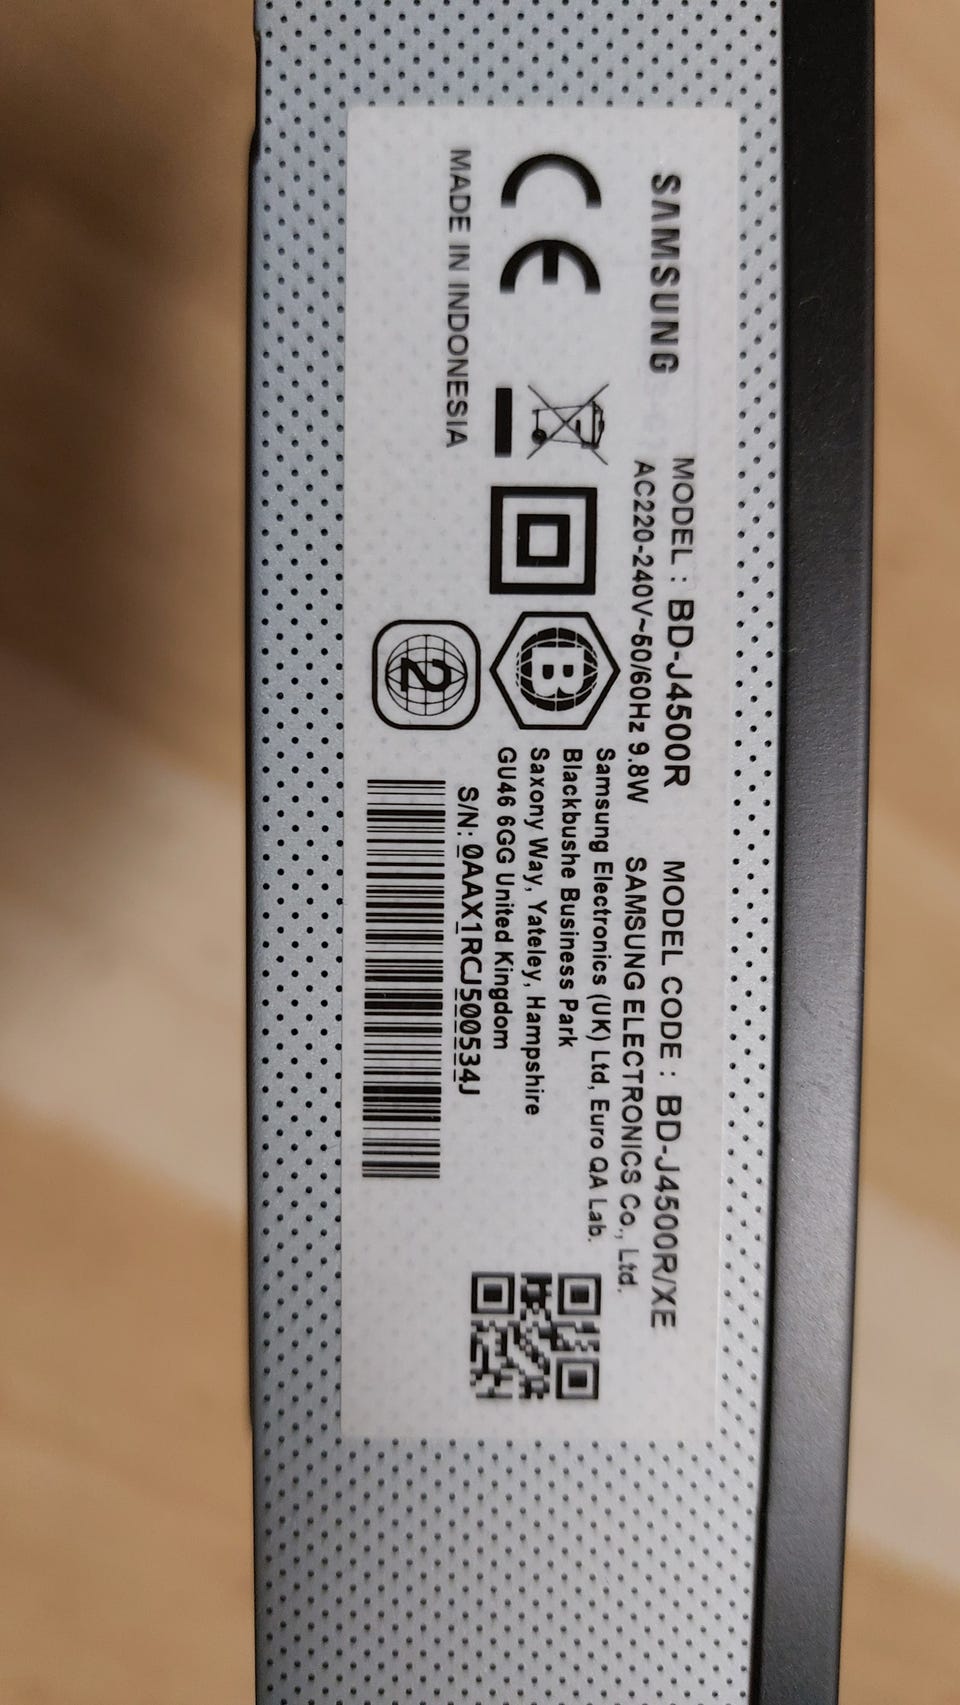 SAMSUNG
MODEL : BD-J4500R
AC220-240V~50/60Hz 9.8W
MODEL CODE : BD-J4500R/XE
SAMSUNG ELECTRONICS Co., Ltd.
Samsung Electronics (UK) Ltd, Euro QA Lab.
Blackbushe Business Park
Saxony Way, Yateley, Hampshire
GU46 6GG United Kingdom
CE
B
2
MADE IN INDONESIA
S/N: 0AAX1RCJ500534J